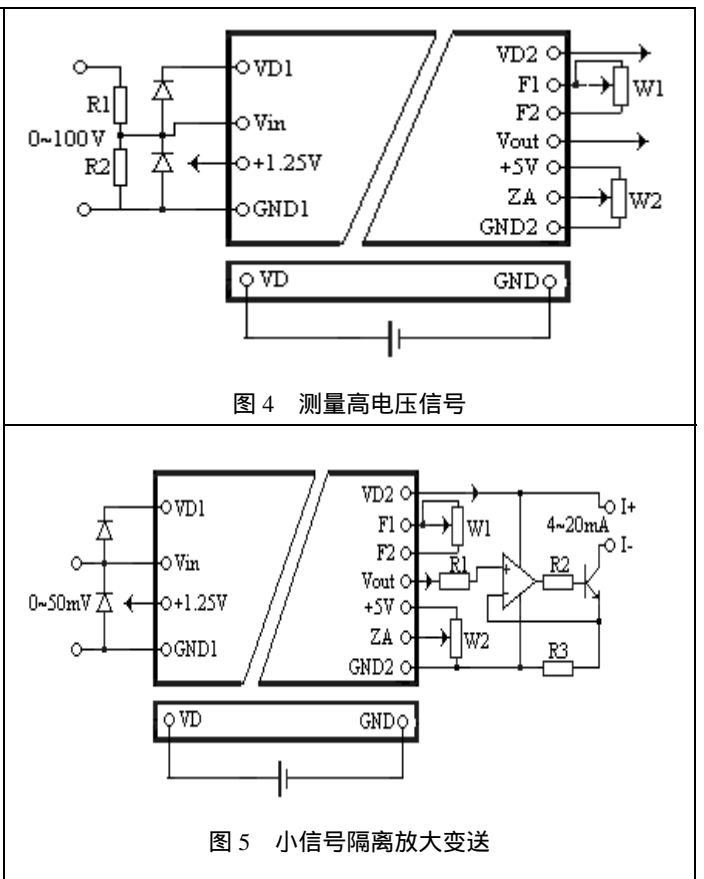 VD1
R1
Vin
0~100V
R2
+1.25V
GND1
VD2
F1
W1
F2
Vout
+5V
ZA
W2
GND2
VD
GND
图 4 测量高电压信号
VD1
Vin
0~50mV
+1.25V
GND1
VD2
I+
F1
W1
4~20mA
I-
F2
R1
R2
Vout
+5V
ZA
W2
R3
GND2
VD
GND
图 5 小信号隔离放大变送